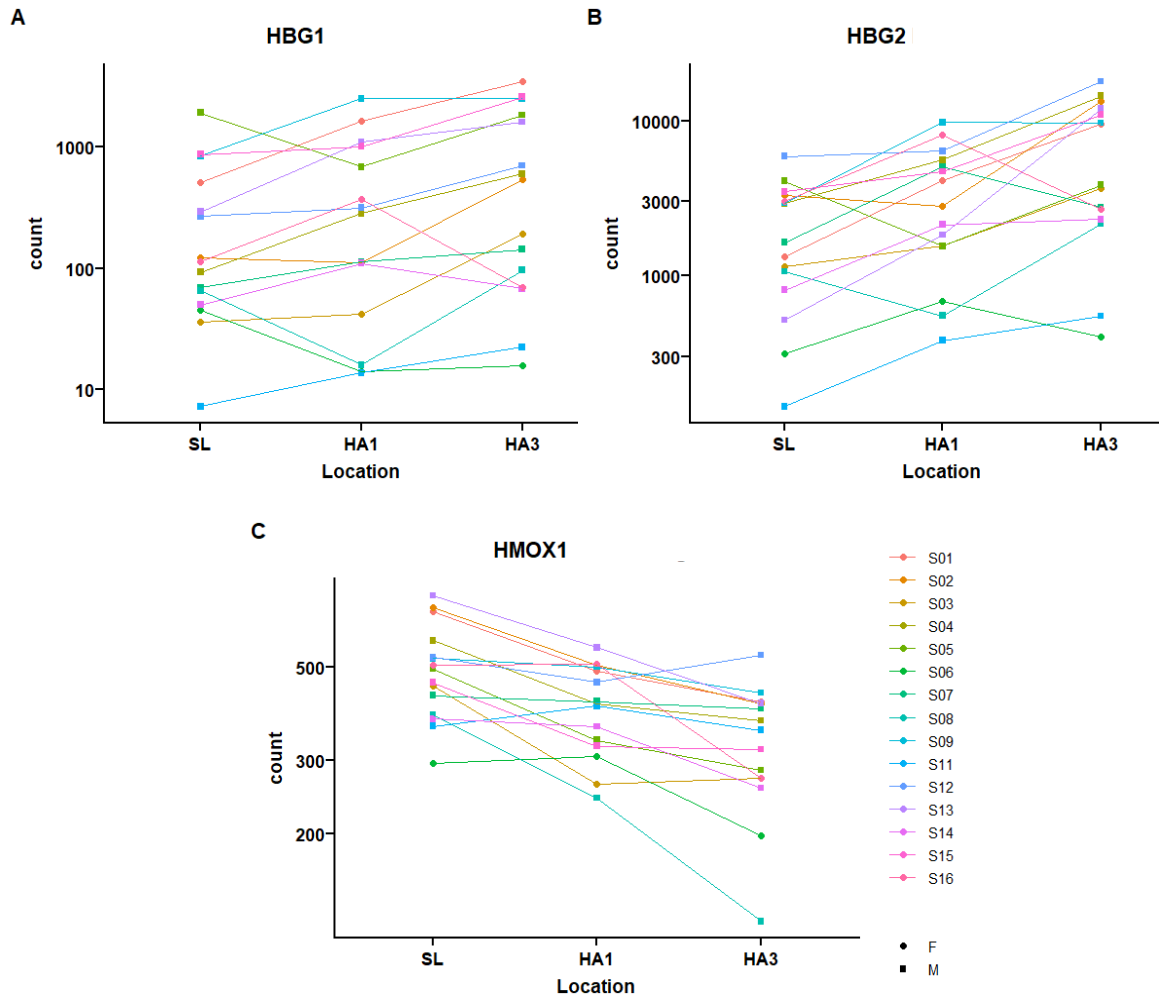 A
HBG1
count
1000
100
10
SL HA1 HA3
Location
B
HBG2
count
10000
3000
1000
300
SL HA1 HA3
Location
C
HMOX1
count
500
300
200
SL HA1 HA3
Location
S01
S02
S03
S04
S05
S06
S07
S08
S09
S11
S12
S13
S14
S15
S16
F
M